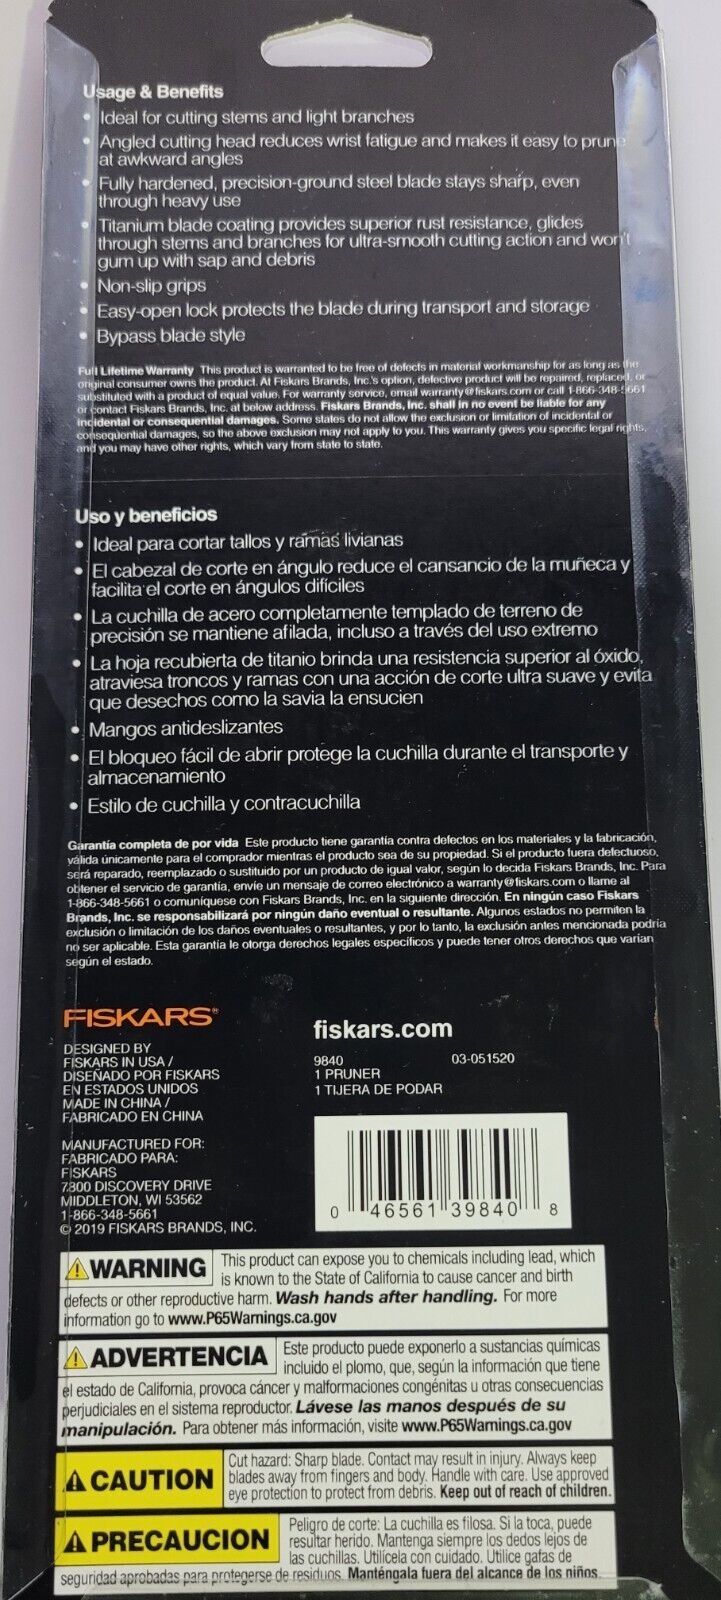 Usage & Benefits
• Ideal for cutting stems and light branches
• Angled cutting head reduces wrist fatigue and makes it easy to prune
at awkward angles
• Fully hardened, precision-ground steel blade stays sharp, even
through heavy use
• Titanium blade coating provides superior rust resistance, glides
through stems and branches for ultra-smooth cutting action and won't
gum up with sap and debris
• Non-slip grips
• Easy-open lock protects the blade during transport and storage
• Bypass blade style
Full Lifetime Warranty This product is warranted to be free of defects in material workmanship for as long as the
original consumer owns the product. At Fiskars Brands, Inc.'s option, defective product will be repaired, replaced, or
substituted with a product of equal value. For warranty service, email warranty@fiskars.com or call 1-866-348-5661
or contact Fiskars Brands, Inc. at below address. Fiskars Brands, Inc. shall in no event be liable for any
incidental or consequential damages. Some states do not allow the exclusion or limitation of incidental or
consequential damages, so the above exclusion may not apply to you. This warranty gives you specific legal rights,
and you may have other rights, which vary from state to state.
Uso y beneficios
• Ideal para cortar tallos y ramas livianas
• El cabezal de corte en ángulo reduce el cansancio de la muñeca y
facilita el corte en ángulos difíciles
• La cuchilla de acero completamente templado de terreno de
precisión se mantiene afilada, incluso a través del uso extremo
• La hoja recubierta de titanio brinda una resistencia superior al óxido,
atraviesa troncos y ramas con una acción de corte ultra suave y evita
que desechos como la savia la ensucien
• Mangos antideslizantes
• El bloqueo fácil de abrir protege la cuchilla durante el transporte y
almacenamiento
• Estilo de cuchilla y contracuchilla
Garantía completa de por vida Este producto tiene garantía contra defectos en los materiales y la fabricación,
válida únicamente para el comprador mientras el producto sea de su propiedad. Si el producto fuera defectuoso,
será reparado, reemplazado o sustituido por un producto de igual valor, según lo decida Fiskars Brands, Inc. Para
obtener el servicio de garantía, envíe un mensaje de correo electrónico a warranty@fiskars.com o llame al
1-866-348-5661 o comuníquese con Fiskars Brands, Inc. en la siguiente dirección. En ningún caso Fiskars
Brands, Inc. se responsabilizará por ningún daño eventual o resultante. Algunos estados no permiten la
exclusión o limitación de los daños eventuales o resultantes, y por lo tanto, la exclusión antes mencionada podría
no ser aplicable. Esta garantía le otorga derechos legales específicos y puede tener otros derechos que varían
según el estado.
FISKARS®
DESIGNED BY
FISKARS IN USA /
DISEÑADO POR FISKARS
EN ESTADOS UNIDOS
MADE IN CHINA /
FABRICADO EN CHINA
MANUFACTURED FOR:
FABRICADO PARA:
FISKARS
7800 DISCOVERY DRIVE
MIDDLETON, WI 53562
1-866-348-5661
© 2019 FISKARS BRANDS, INC.
fiskars.com
9840 03-051520
1 PRUNER
1 TIJERA DE PODAR
0 46561 39840 8
WARNING This product can expose you to chemicals including lead, which
is known to the State of California to cause cancer and birth
defects or other reproductive harm. Wash hands after handling. For more
information go to www.P65Warnings.ca.gov
ADVERTENCIA Este producto puede exponerlo a sustancias químicas
incluido el plomo, que, según la información que tiene
el estado de California, provoca cáncer y malformaciones congénitas u otras consecuencias
perjudiciales en el sistema reproductor. Lávese las manos después de su
manipulación. Para obtener más información, visite www.P65Warnings.ca.gov
CAUTION Cut hazard: Sharp blade. Contact may result in injury. Always keep
blades away from fingers and body. Handle with care. Use approved
eye protection to protect from debris. Keep out of reach of children.
PRECAUCION Peligro de corte: La cuchilla es filosa. Si la toca, puede
resultar herido. Mantenga siempre los dedos lejos de
las cuchillas. Utilícela con cuidado. Utilice gafas de
seguridad aprobadas para protegerse de residuos. Manténgala fuera del alcance de los niños.